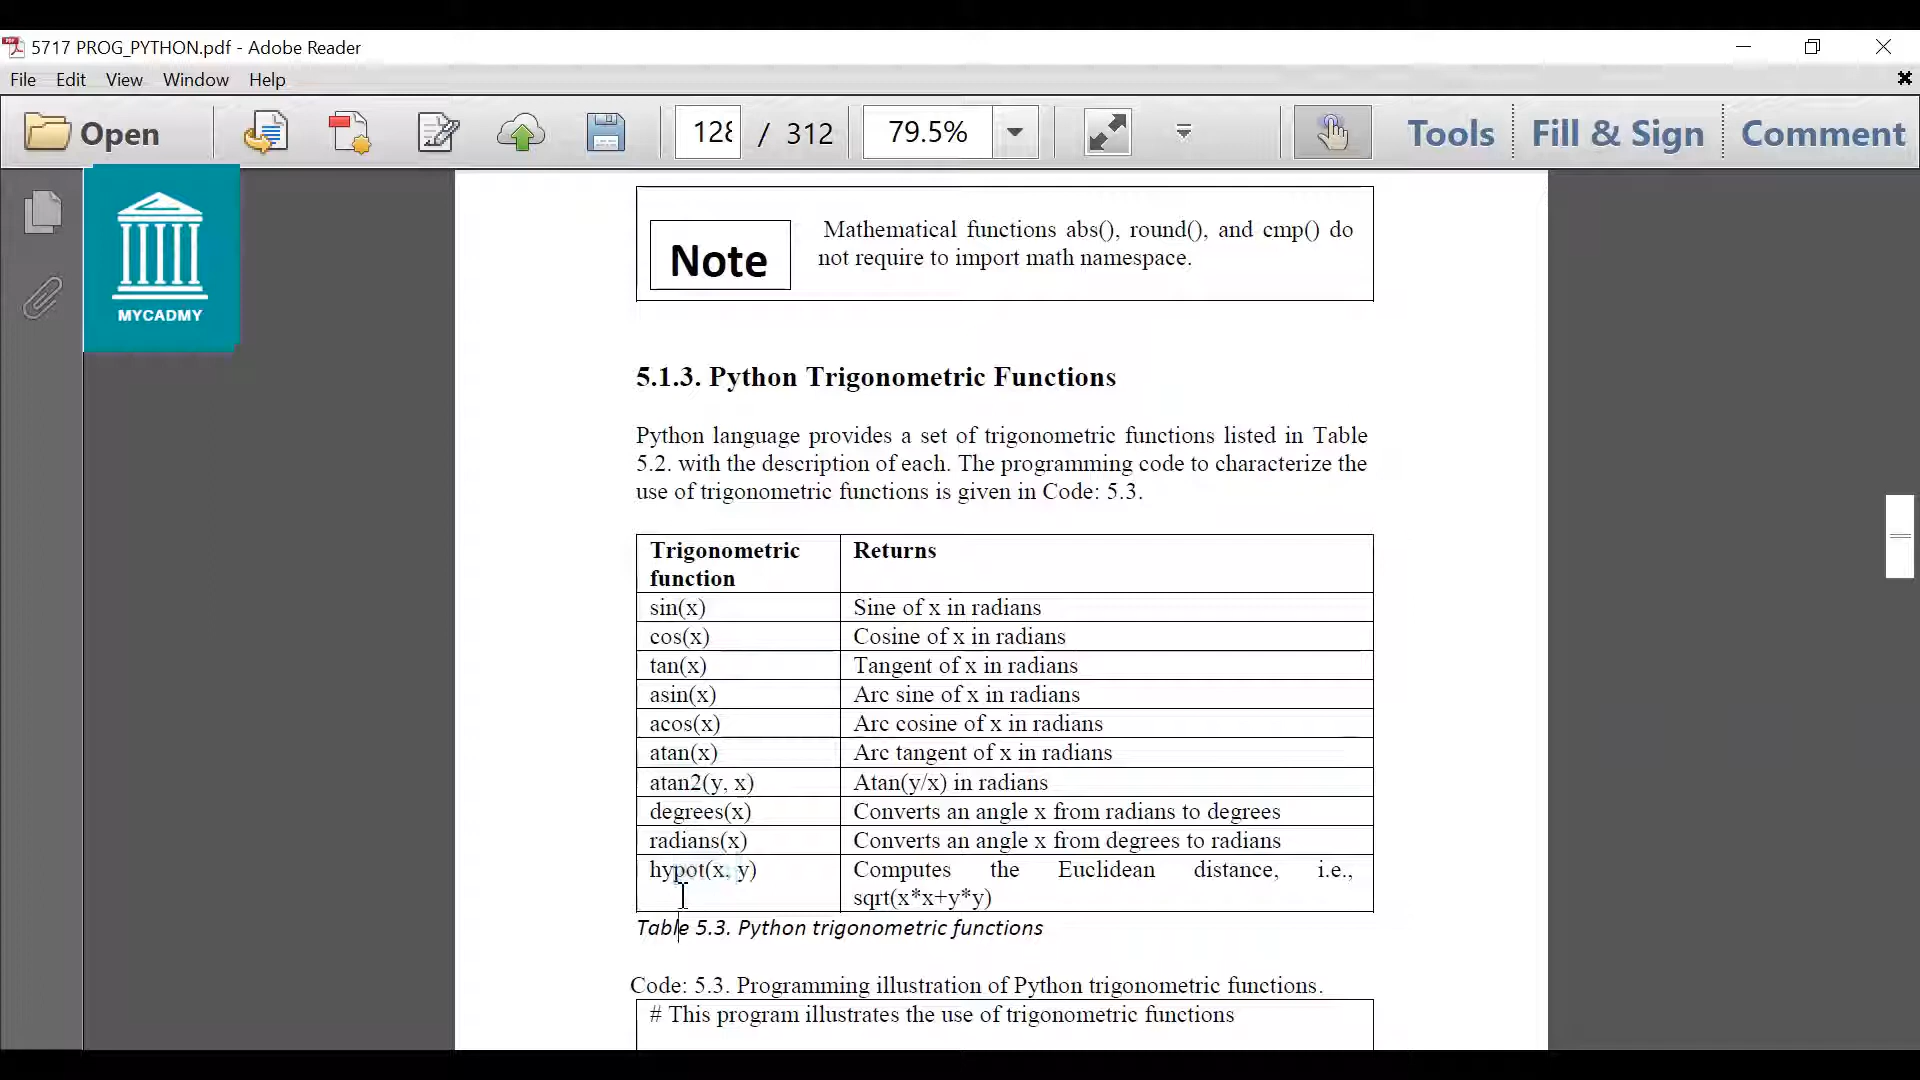 5717 PROG_PYTHON.pdf - Adobe Reader
File Edit View Window Help
Open 128 / 312 79.5% Tools Fill & Sign Comment
MYCADMY
Note
Mathematical functions abs(), round(), and cmp() do
not require to import math namespace.
5.1.3. Python Trigonometric Functions
Python language provides a set of trigonometric functions listed in Table
5.2. with the description of each. The programming code to characterize the
use of trigonometric functions is given in Code: 5.3.
Trigonometric Returns
function
sin(x) Sine of x in radians
cos(x) Cosine of x in radians
tan(x) Tangent of x in radians
asin(x) Arc sine of x in radians
acos(x) Arc cosine of x in radians
atan(x) Arc tangent of x in radians
atan2(y, x) Atan(y/x) in radians
degrees(x) Converts an angle x from radians to degrees
radians(x) Converts an angle x from degrees to radians
hypot(x, y) Computes the Euclidean distance, i.e.,
sqrt(x*x+y*y)
Table 5.3. Python trigonometric functions
Code: 5.3. Programming illustration of Python trigonometric functions.
# This program illustrates the use of trigonometric functions